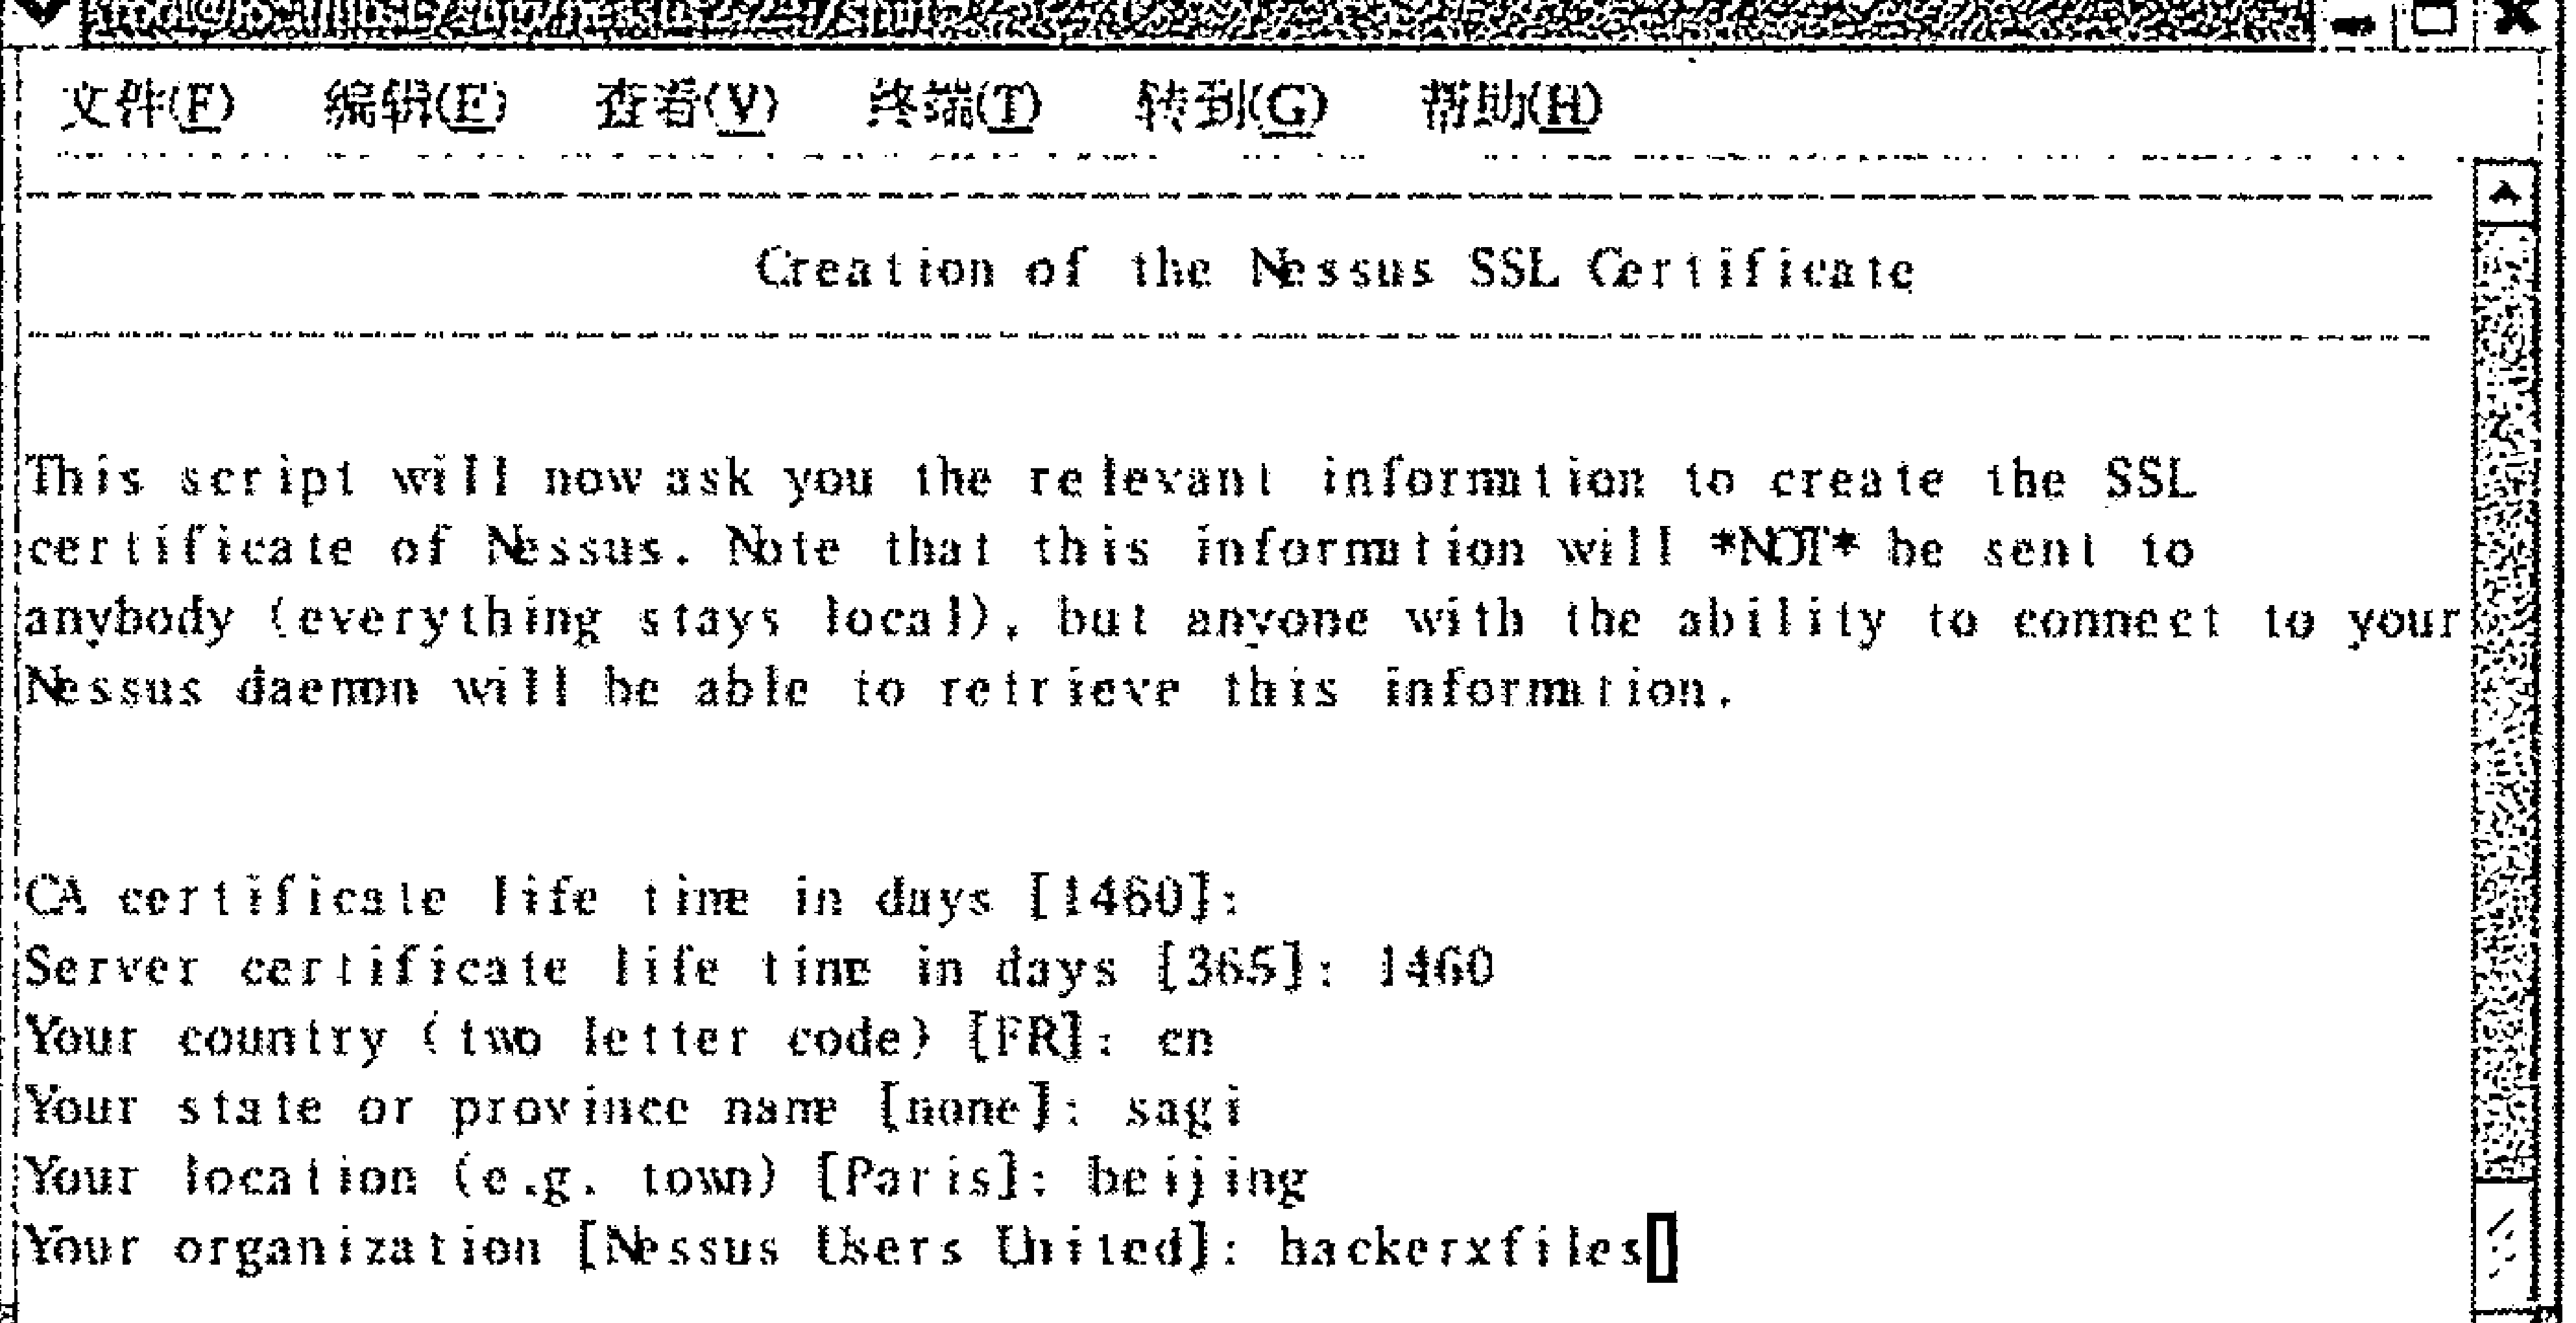 文件(F) 编辑(E) 查看(V) 终端(T) 转到(G) 帮助(H)
Creation of the Nessus SSL Certificate
This script will now ask you the relevant information to create the SSL
certificate of Nessus. Note that this information will *NOT* be sent to
anybody (everything stays local), but anyone with the ability to connect to your
Nessus daemon will be able to retrieve this information.
CA certificate life time in days [1460]:
Server certificate life time in days [365]: 1460
Your country (two letter code) [FR]: cn
Your state or province name [none]: sagi
Your location (e.g. town) [Paris]: beijing
Your organization [Nessus Users United]: hackerxfiles